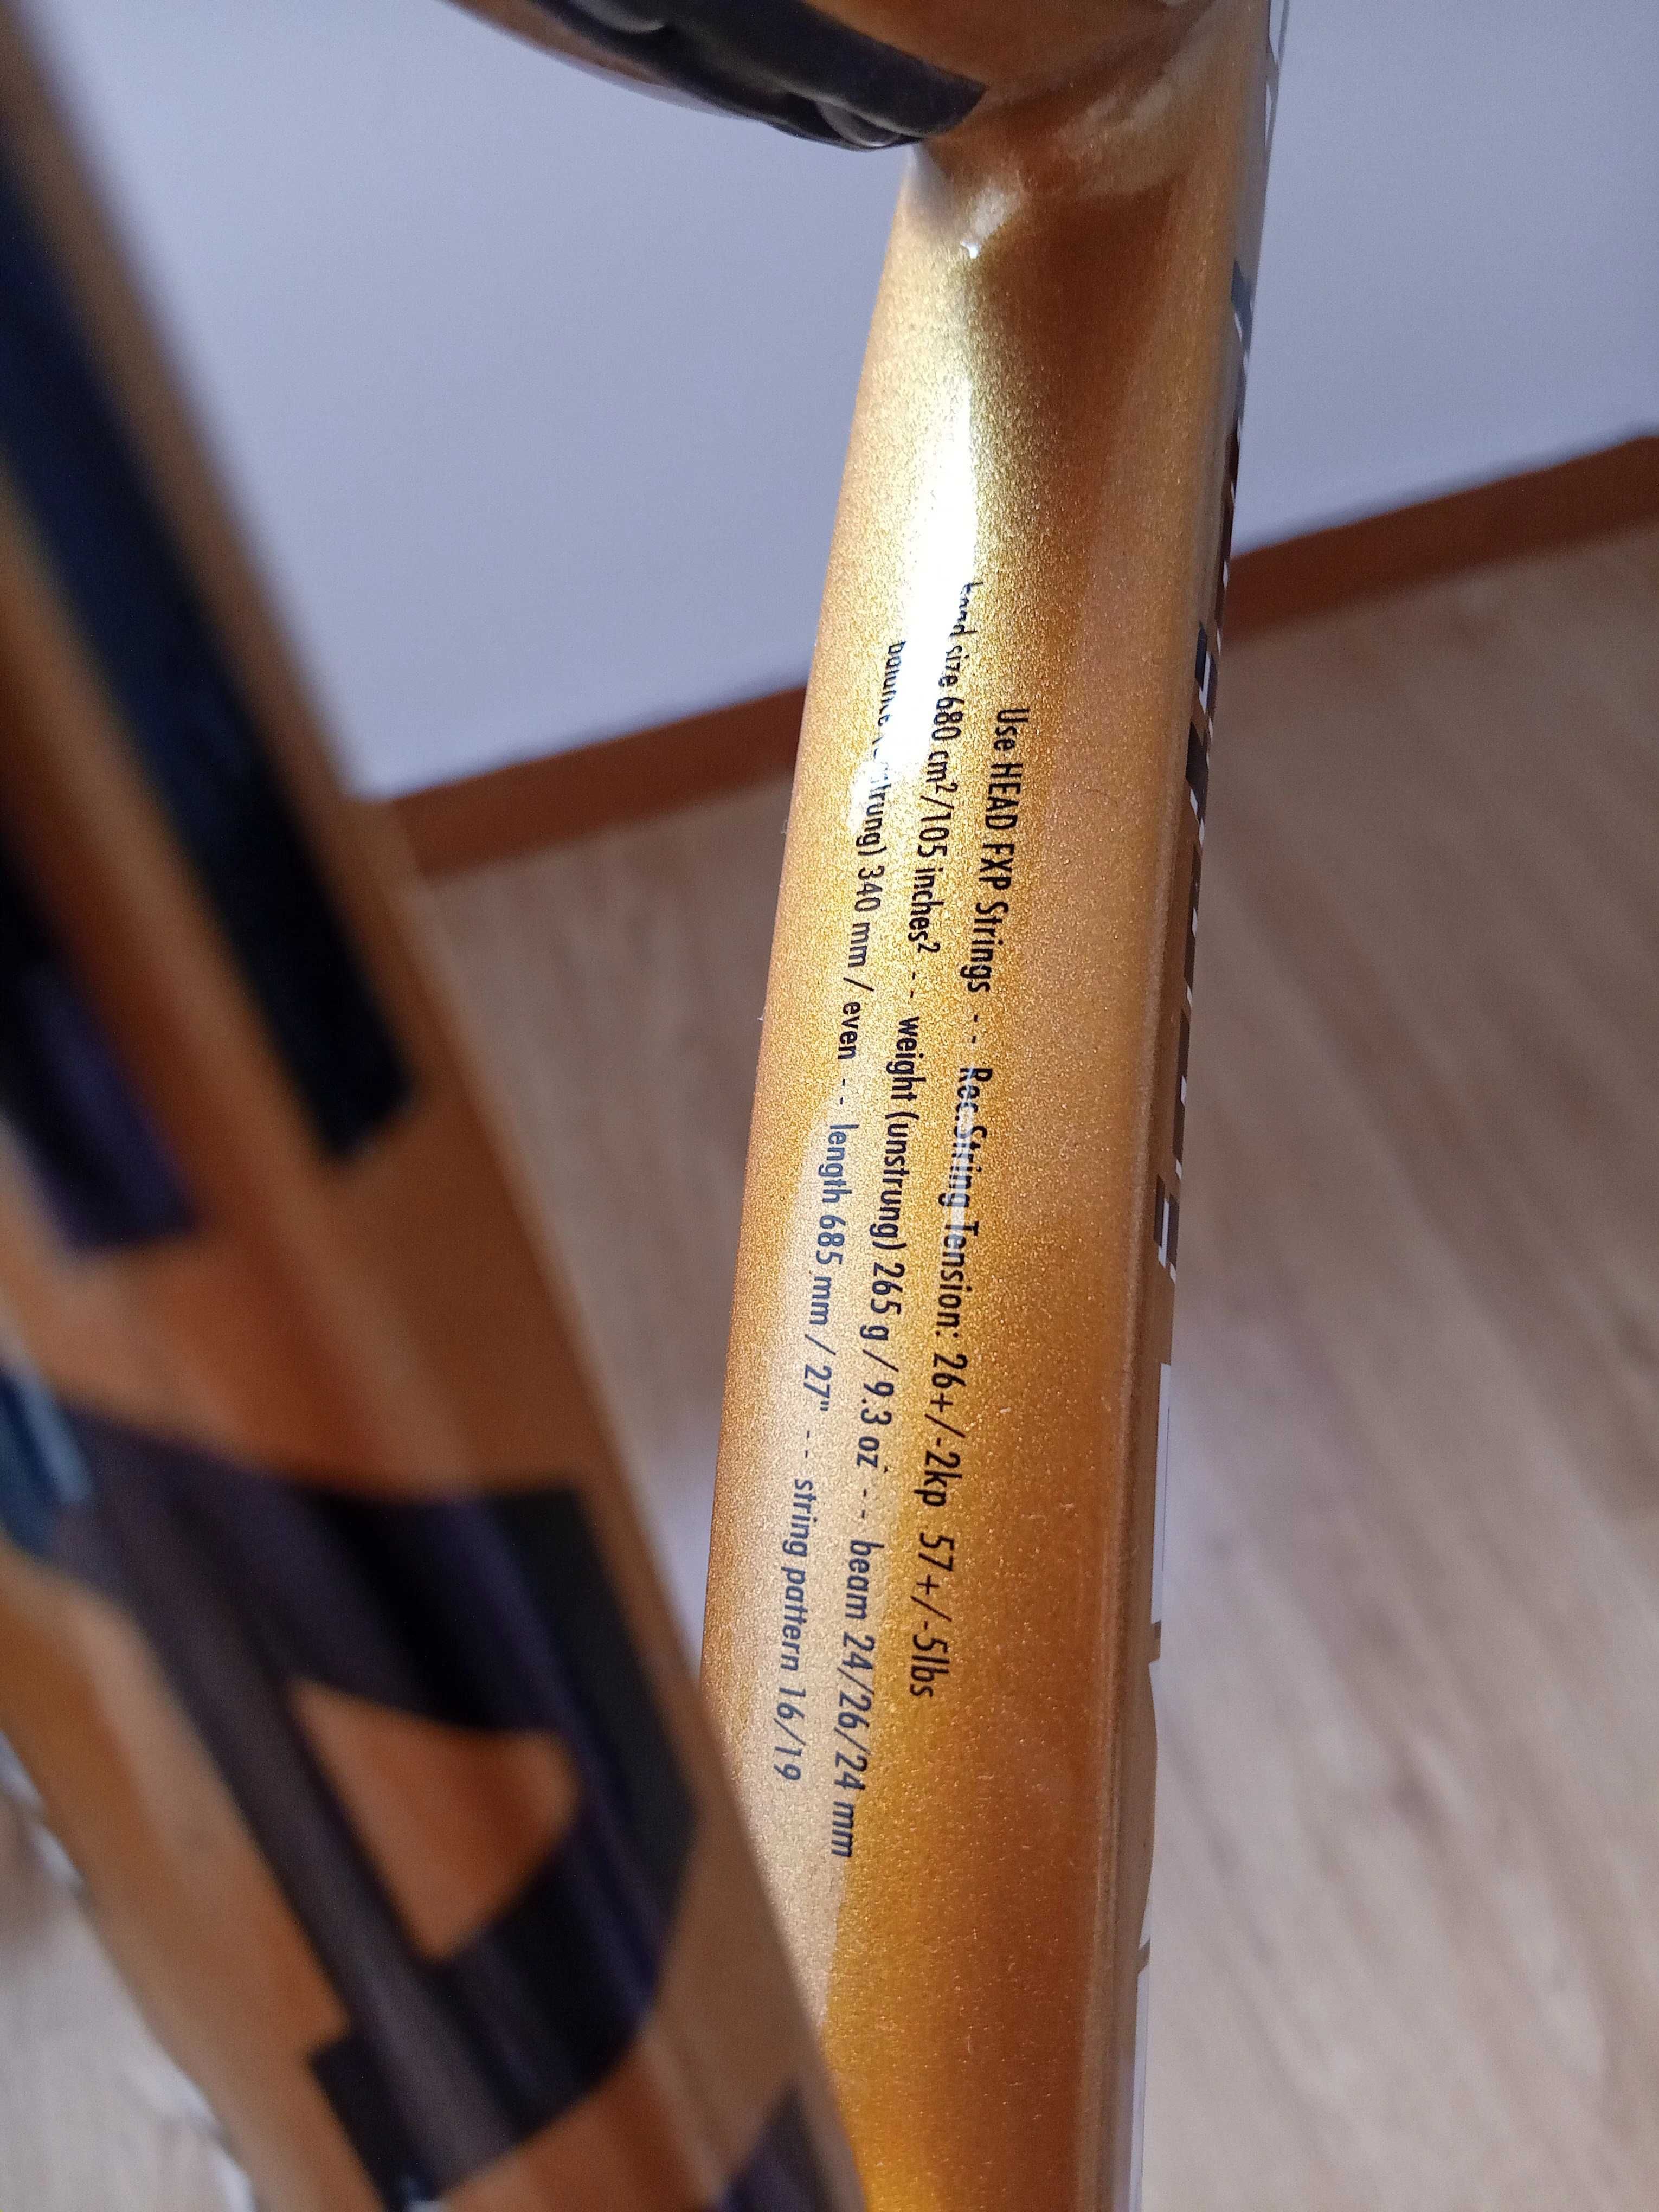 Use HEAD FXP Strings -- Rec.String Tension: 26+/-2kp 57+/-5lbs
head size 680 cm²/105 inches² -- weight (unstrung) 265 g / 9.3 oz -- beam 24/26/24 mm
340 mm / even -- length 685 mm / 27" -- string pattern 16/19